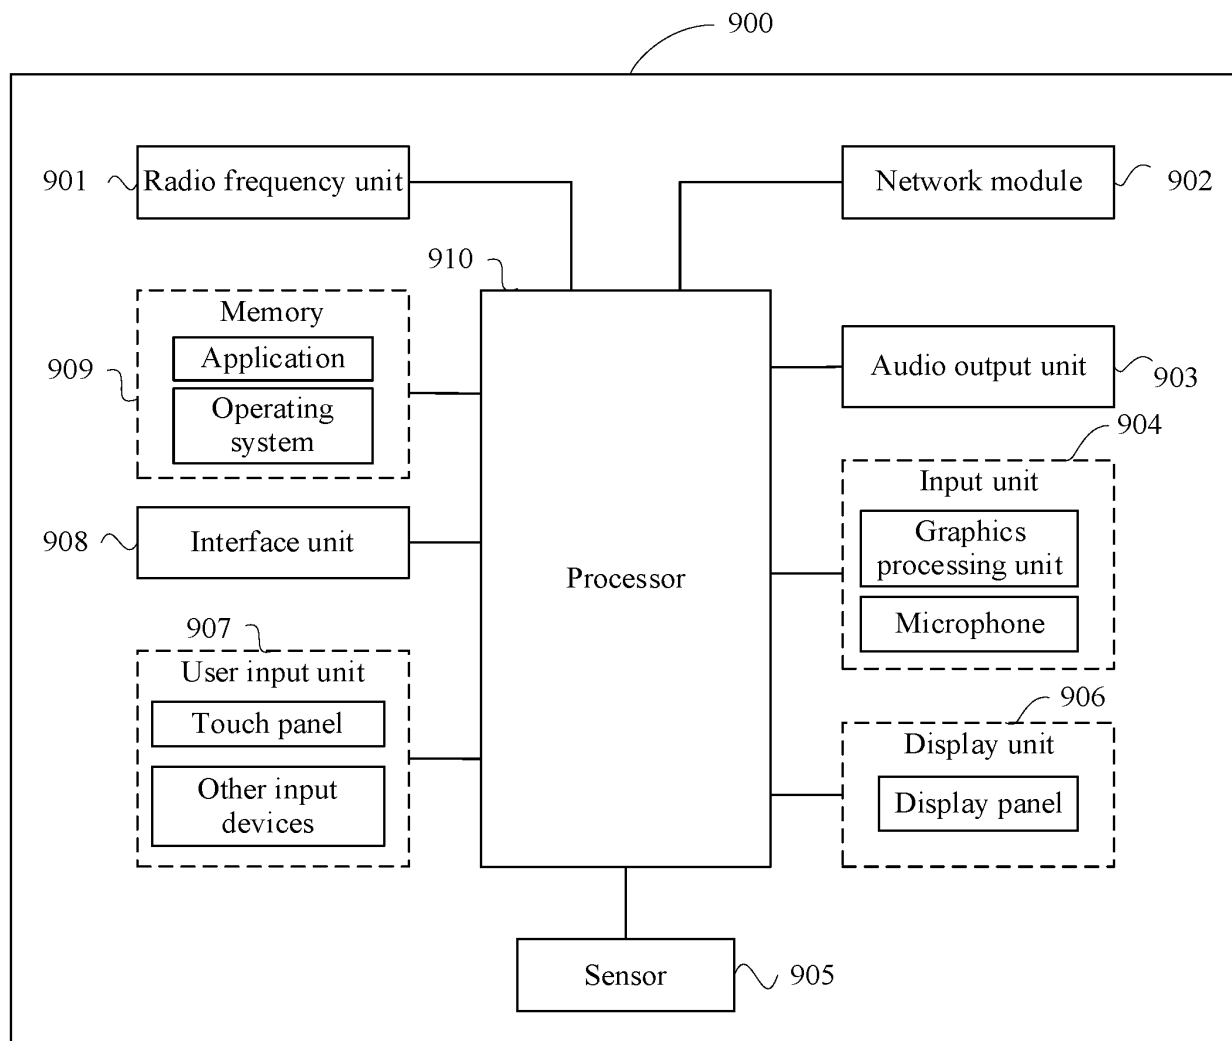 900
901
Radio frequency unit
Network module
902
910
Memory
Application
Operating
system
909
Audio output unit
903
904
Input unit
Graphics
processing unit
Microphone
908
Interface unit
Processor
907
User input unit
Touch panel
Other input
devices
906
Display unit
Display panel
Sensor
905